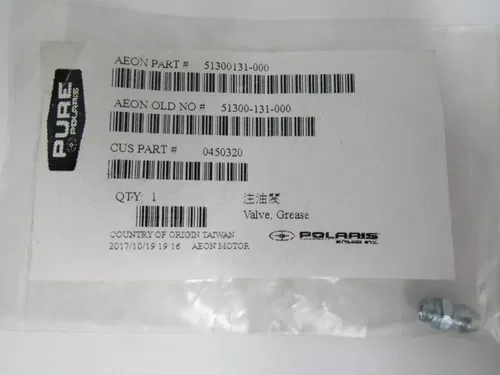 PURE
POLARIS
AEON PART # 51300131-000
AEON OLD NO # 51300-131-000
CUS PART # 0450320
QTY: 1
注油閥
Valve, Grease
COUNTRY OF ORIGIN TAIWAN
2017/10/19 19:16 AEON MOTOR
POLARIS